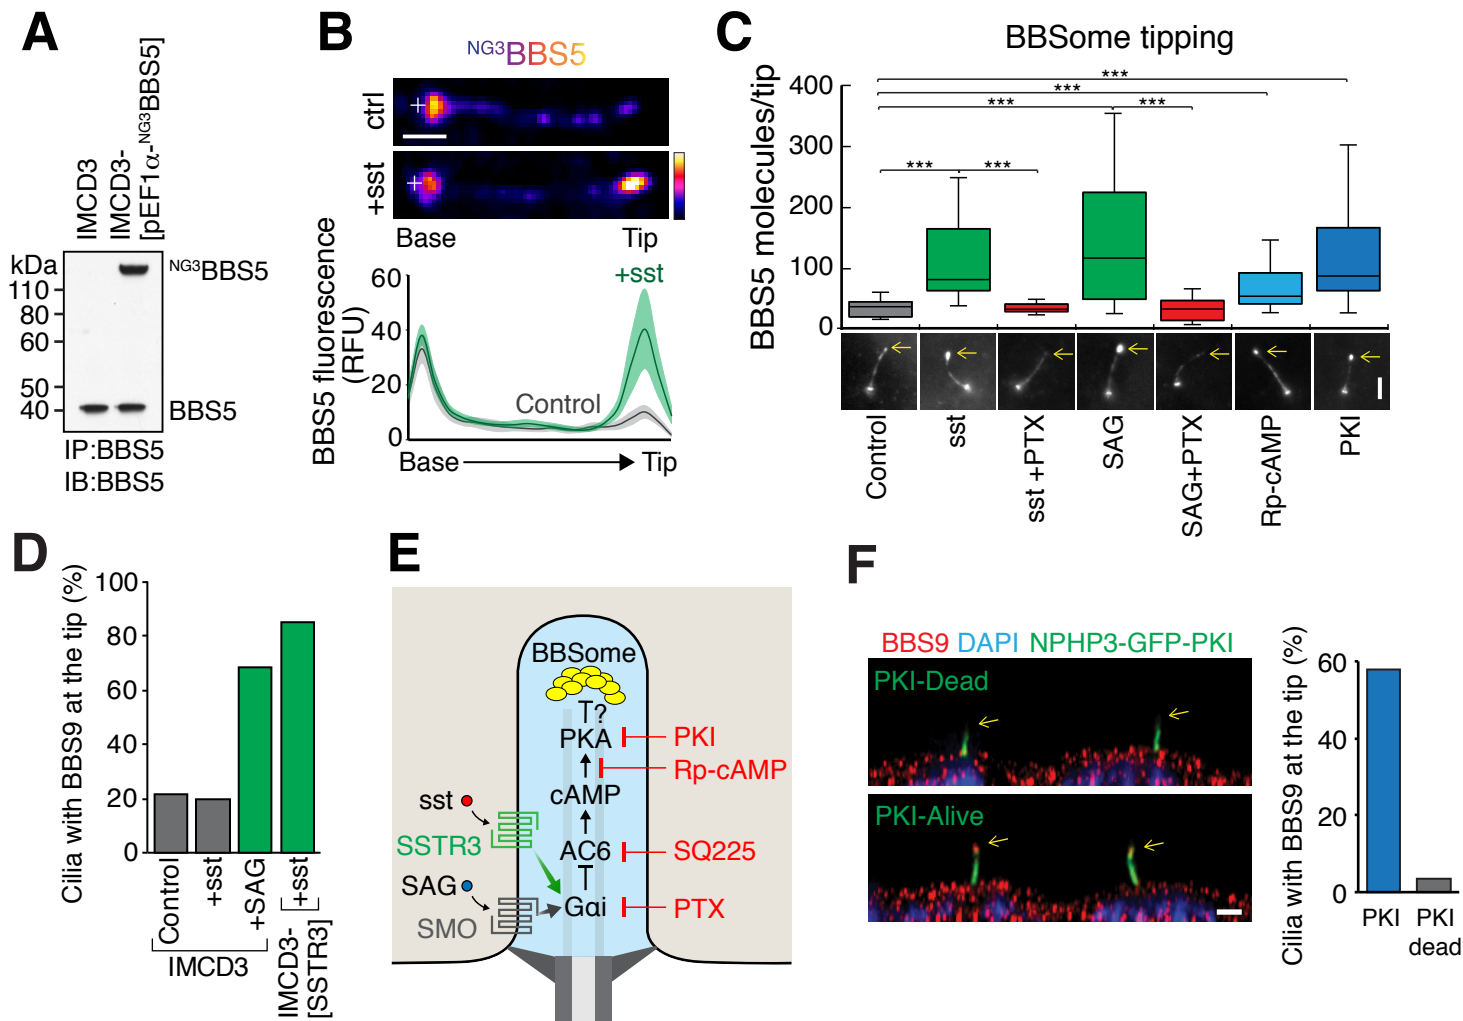 A
IMCD3
IMCD3-
[pEF1α-NG3BBS5]
kDa
110
80
60
50
40
NG3BBS5
BBS5
IP:BBS5
IB:BBS5
B
NG3BBS5
ctrl
+sst
Base
Tip
BBS5 fluorescence
(RFU)
60
40
20
0
+sst
Control
Base
Tip
C
BBSome tipping
BBS5 molecules/tip
400
300
200
100
0
***
***
***
***
***
***
Control
sst
sst +PTX
SAG
SAG+PTX
Rp-cAMP
PKI
D
Cilia with BBS9 at the tip (%)
100
80
60
40
20
0
Control
+sst
+SAG
+sst
IMCD3
IMCD3-
[SSTR3]
E
BBSome
T?
PKA
PKI
Rp-cAMP
cAMP
sst
SSTR3
AC6
SQ225
SAG
SMO
Gαi
PTX
F
BBS9 DAPI NPHP3-GFP-PKI
PKI-Dead
PKI-Alive
Cilia with BBS9 at the tip (%)
60
40
20
0
PKI
PKI
dead